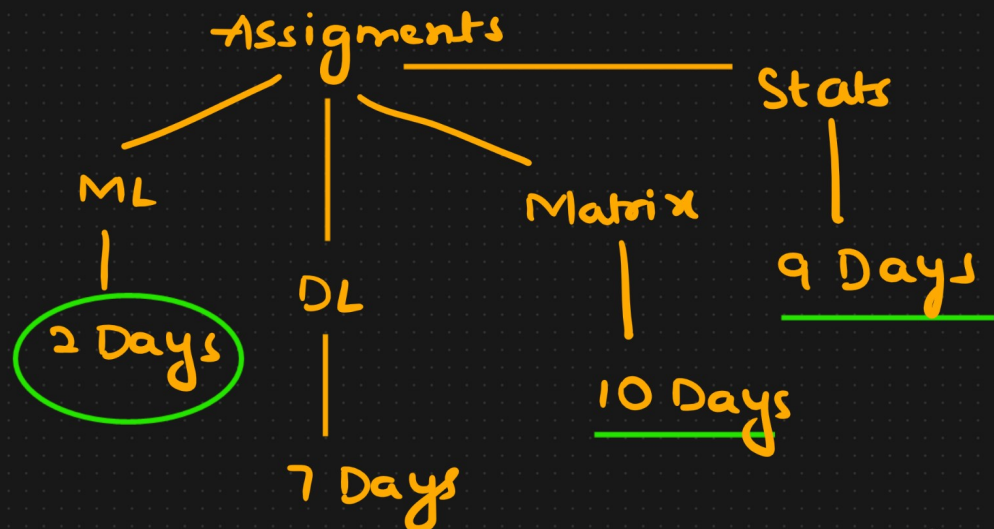 Assigments
Stats
ML
Matrix
9 Days
DL
2 Days
10 Days
7 Days